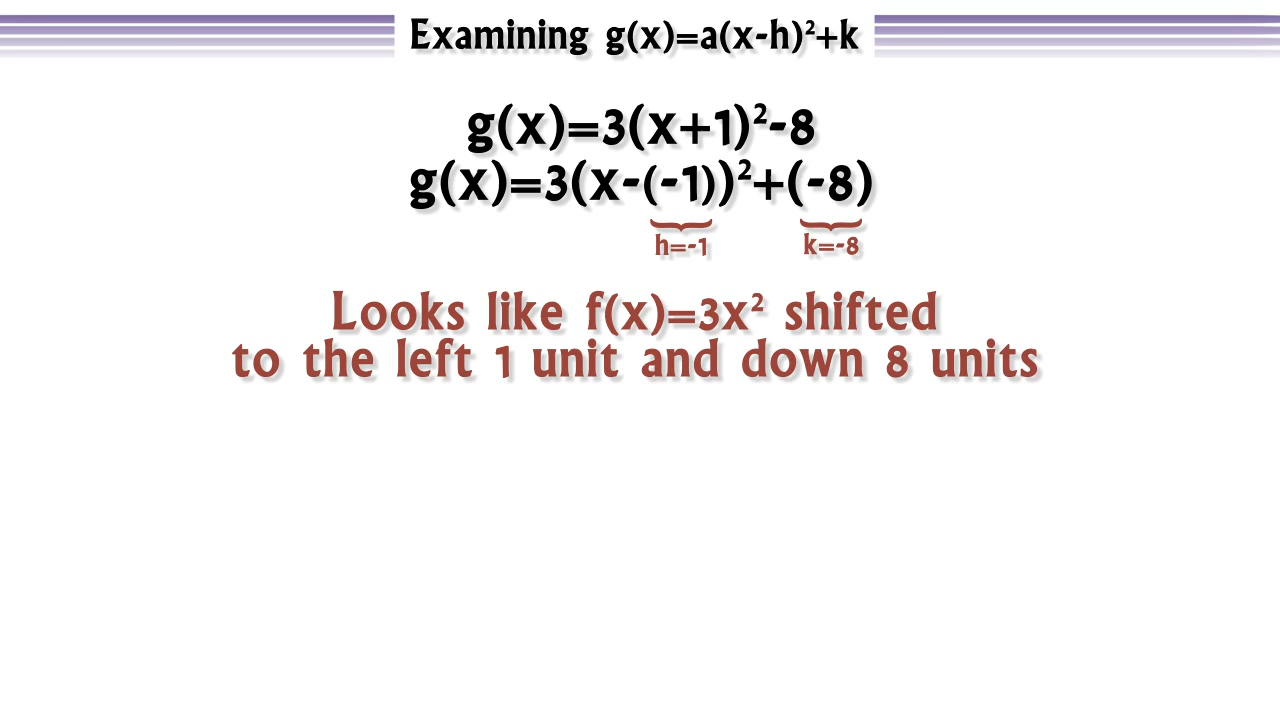 Examining g(x)=a(x-h)²+k
g(x)=3(x+1)²-8
g(x)=3(x-(-1))²+(-8)
h=-1 k=-8
Looks like f(x)=3x² shifted
to the left 1 unit and down 8 units